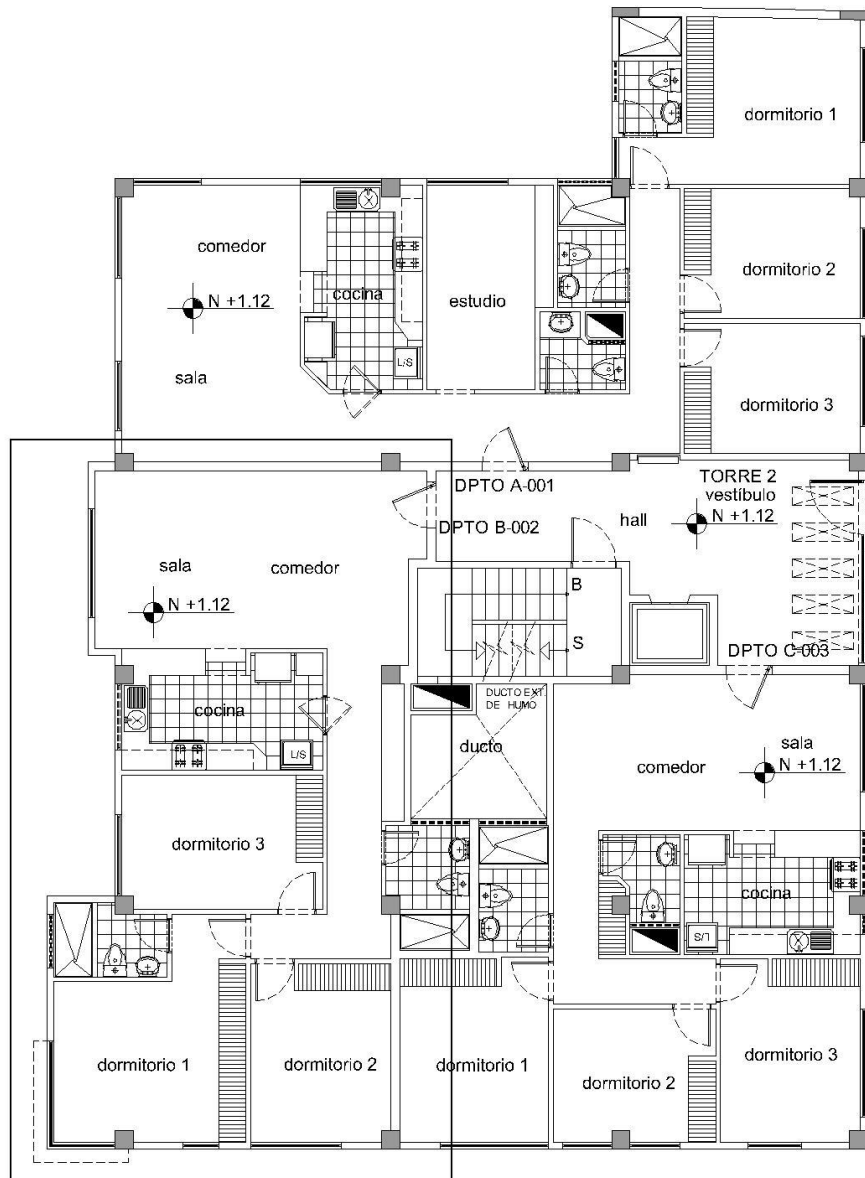 dormitorio 1
comedor
dormitorio 2
N +1.12
cocina
estudio
sala
L/S
dormitorio 3
TORRE 2
vestíbulo
DPTO A-001
N +1.12
hall
DPTO B-002
sala
comedor
B
N +1.12
S
DPTO C-003
DUCTO EXT.
DE HUMO
cocina
ducto
L/S
sala
comedor
N +1.12
dormitorio 3
cocina
L/S
dormitorio 1
dormitorio 2
dormitorio 1
dormitorio 2
dormitorio 3